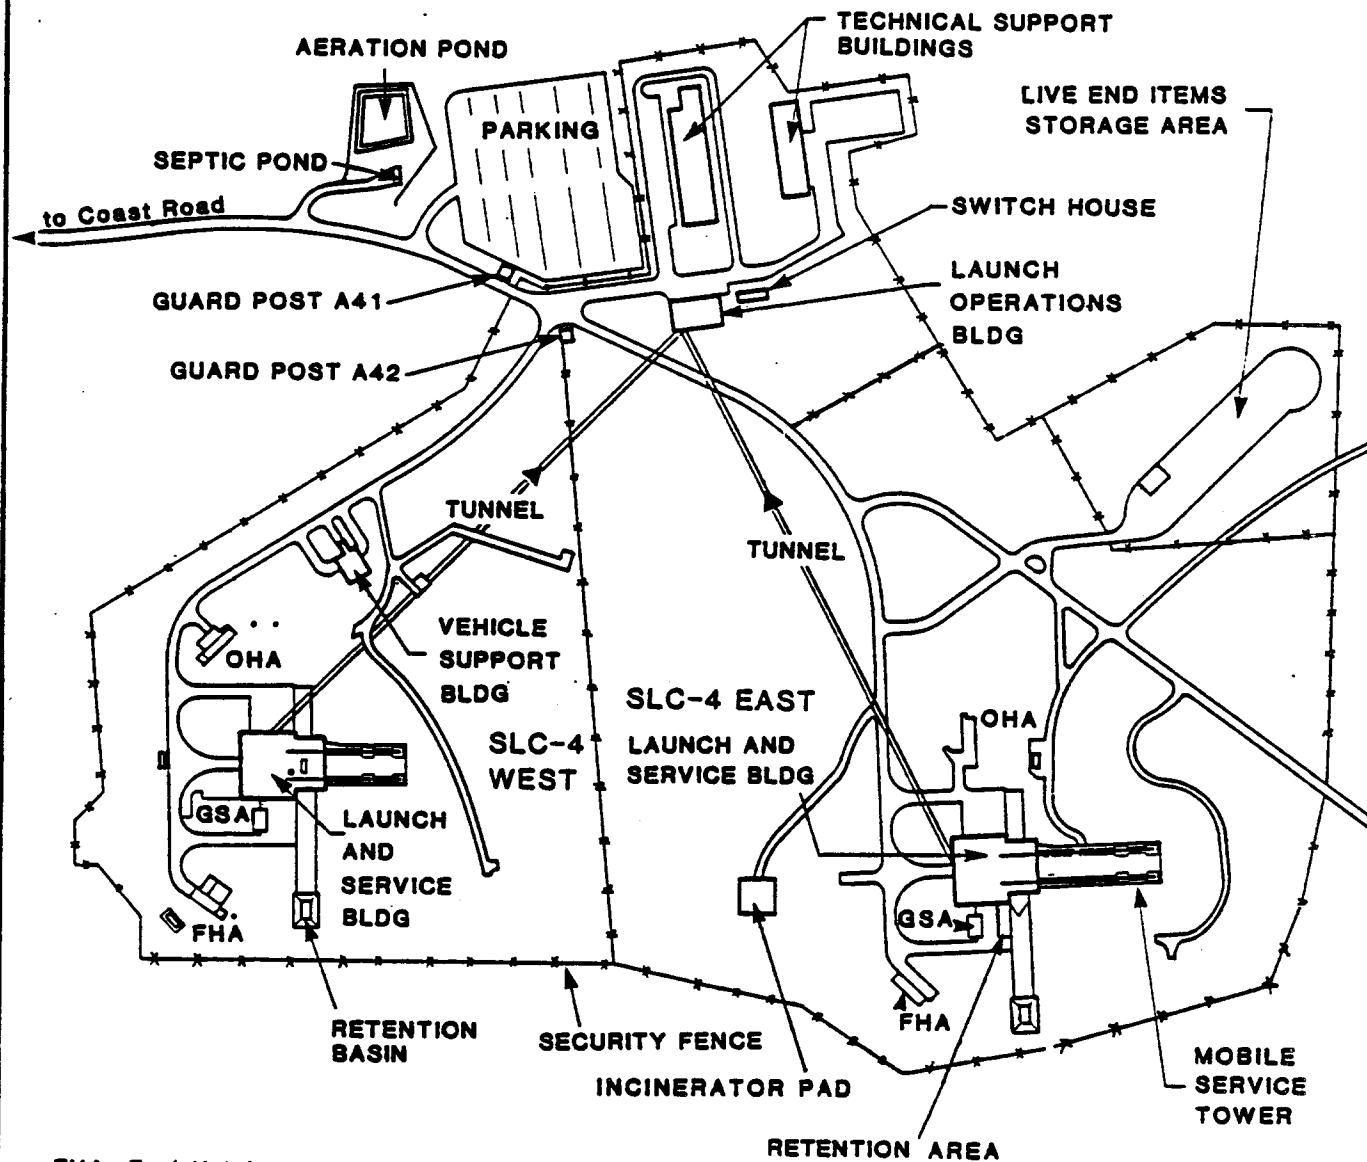 TECHNICAL SUPPORT
BUILDINGS
AERATION POND
LIVE END ITEMS
STORAGE AREA
PARKING
SEPTIC POND
to Coast Road
SWITCH HOUSE
LAUNCH
OPERATIONS
BLDG
GUARD POST A41
GUARD POST A42
TUNNEL
TUNNEL
VEHICLE
SUPPORT
BLDG
OHA
SLC-4 EAST
LAUNCH AND
SERVICE BLDG
OHA
SLC-4
WEST
GSA
LAUNCH
AND
SERVICE
BLDG
FHA
GSA
FHA
RETENTION
BASIN
SECURITY FENCE
INCINERATOR PAD
MOBILE
SERVICE
TOWER
RETENTION AREA